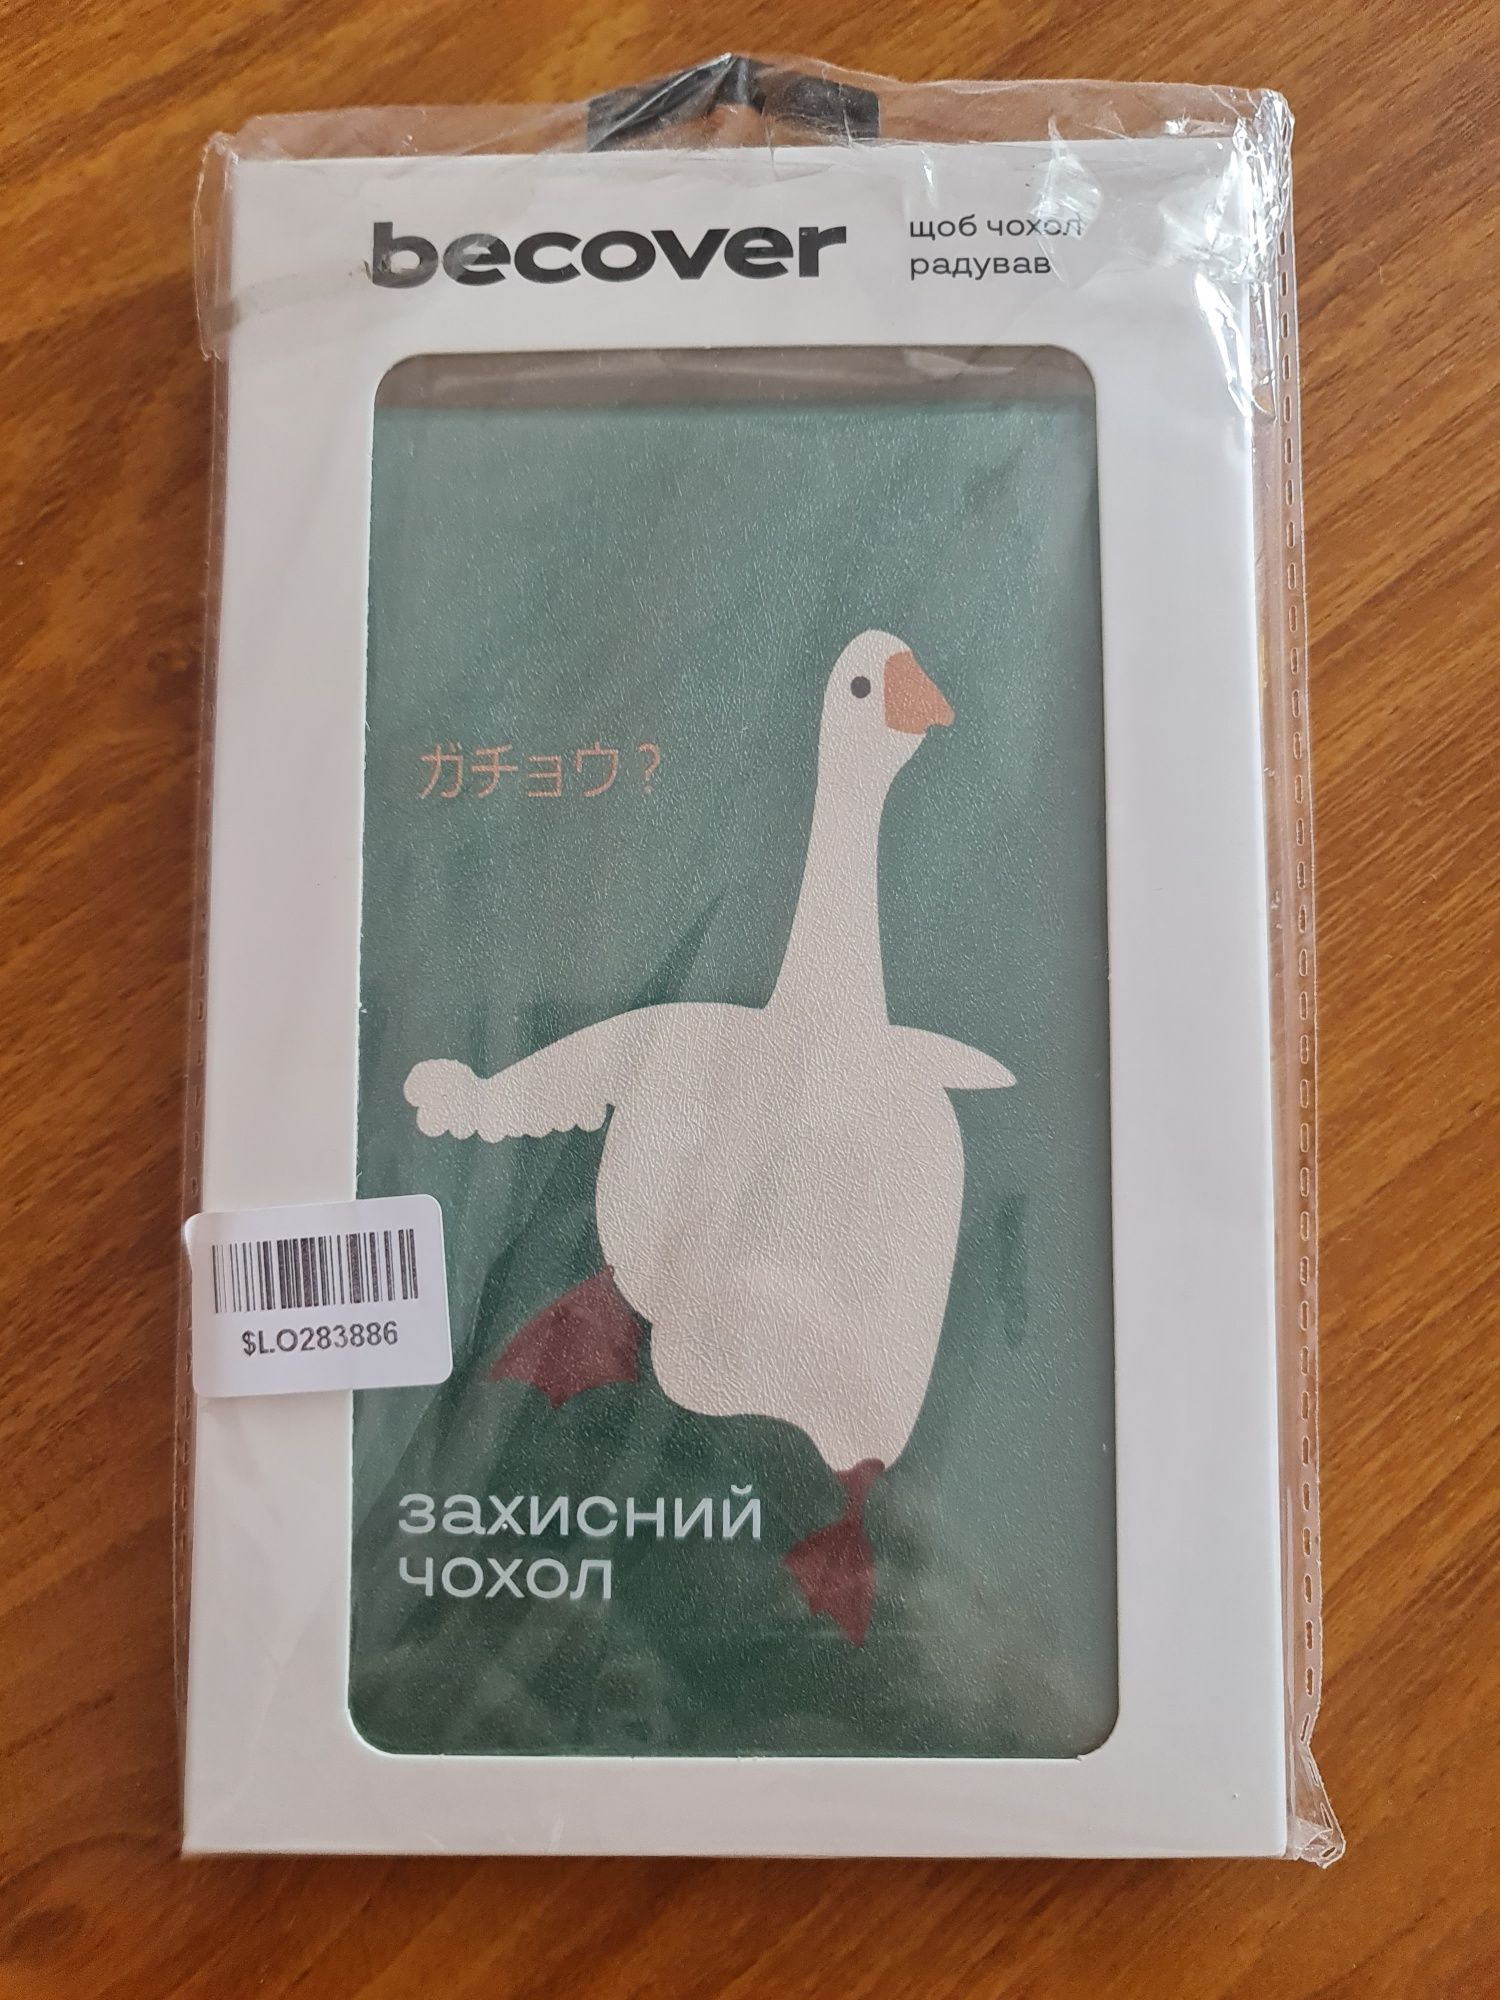 becover
щоб чохол
радував
ガチョウ?
$LO283886
захисний
чохол